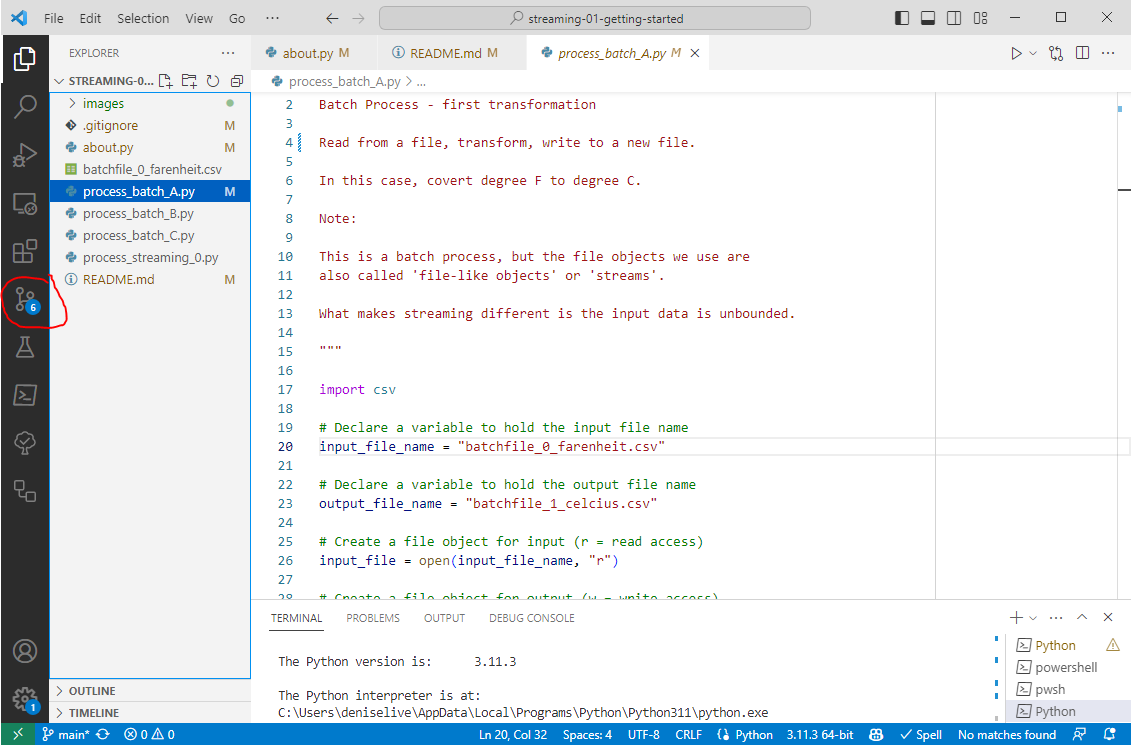 File Edit Selection View Go ··· streaming-01-getting-started
EXPLORER ···
STREAMING-0...
images
.gitignore M
about.py M
batchfile_0_farenheit.csv
process_batch_A.py M
process_batch_B.py
process_batch_C.py
process_streaming_0.py
README.md M
6
OUTLINE
TIMELINE
1
about.py M README.md M process_batch_A.py M
process_batch_A.py > ...
2 Batch Process - first transformation
3
4 Read from a file, transform, write to a new file.
5
6 In this case, covert degree F to degree C.
7
8 Note:
9
10 This is a batch process, but the file objects we use are
11 also called 'file-like objects' or 'streams'.
12
13 What makes streaming different is the input data is unbounded.
14
15 """
16
17 import csv
18
19 # Declare a variable to hold the input file name
20 input_file_name = "batchfile_0_farenheit.csv"
21
22 # Declare a variable to hold the output file name
23 output_file_name = "batchfile_1_celcius.csv"
24
25 # Create a file object for input (r = read access)
26 input_file = open(input_file_name, "r")
27
28 # Create a file object for output (w = write access)
TERMINAL PROBLEMS OUTPUT DEBUG CONSOLE
The Python version is: 3.11.3
The Python interpreter is at:
C:\Users\deniselive\AppData\Local\Programs\Python\Python311\python.exe
Python
powershell
pwsh
Python
main* 0 0 Ln 20, Col 32 Spaces: 4 UTF-8 CRLF Python 3.11.3 64-bit Spell No matches found